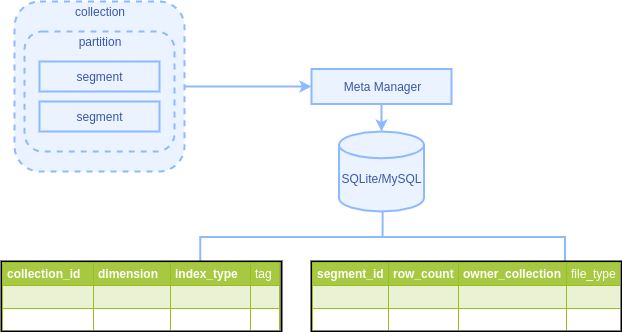 collection
partition
segment
segment
Meta Manager
SQLite/MySQL
collection_id dimension index_type tag
segment_id row_count owner_collection file_type